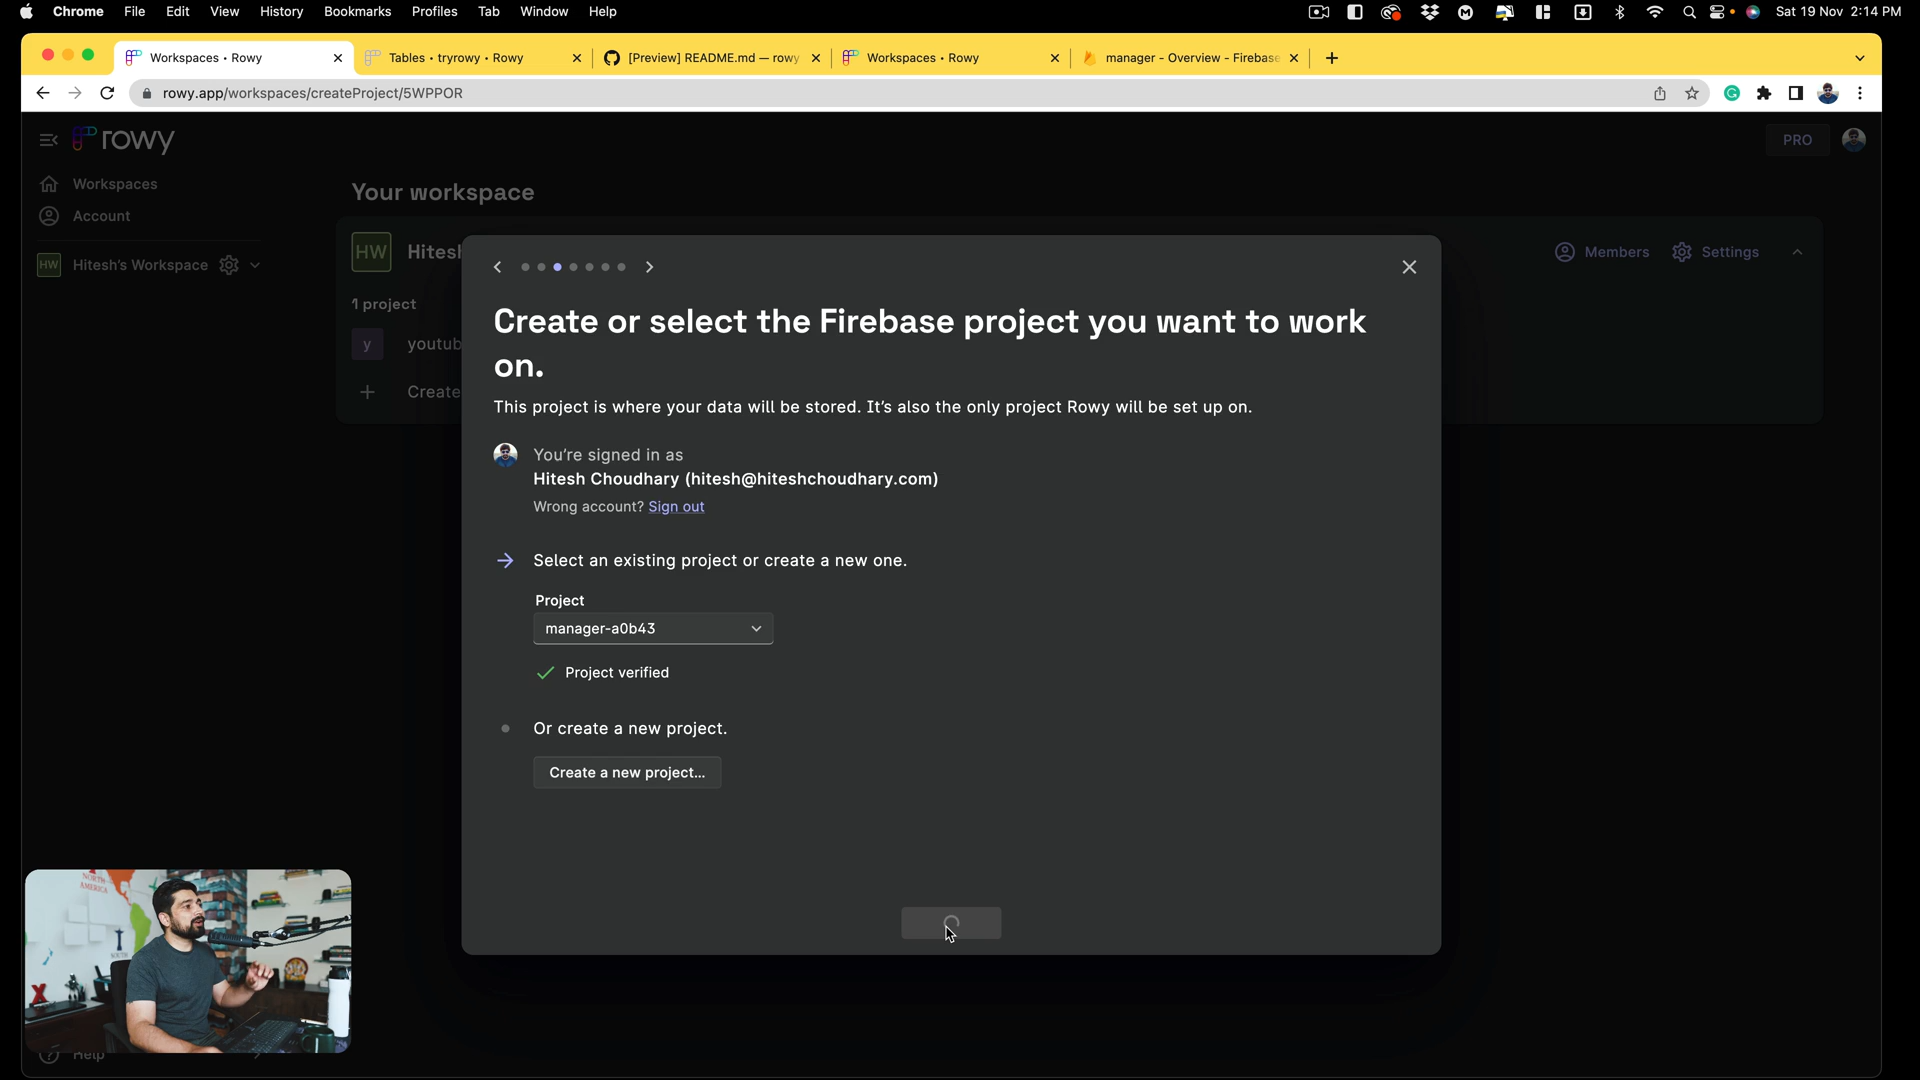 Chrome File Edit View History Bookmarks Profiles Tab Window Help Sat 19 Nov 2:14 PM
Workspaces • Rowy
Tables • tryrowy • Rowy
[Preview] README.md — rowy
Workspaces • Rowy
manager - Overview - Firebase
rowy.app/workspaces/createProject/5WPPOR
rowy
PRO
Workspaces
Account
HW Hitesh's Workspace
Your workspace
HW Hitesh
Members Settings
1 project
y youtub
Create
Create or select the Firebase project you want to work
on.
This project is where your data will be stored. It's also the only project Rowy will be set up on.
You're signed in as
Hitesh Choudhary (hitesh@hiteshchoudhary.com)
Wrong account? Sign out
Select an existing project or create a new one.
Project
manager-a0b43
Project verified
Or create a new project.
Create a new project…
NORTH
AMERICA
Help